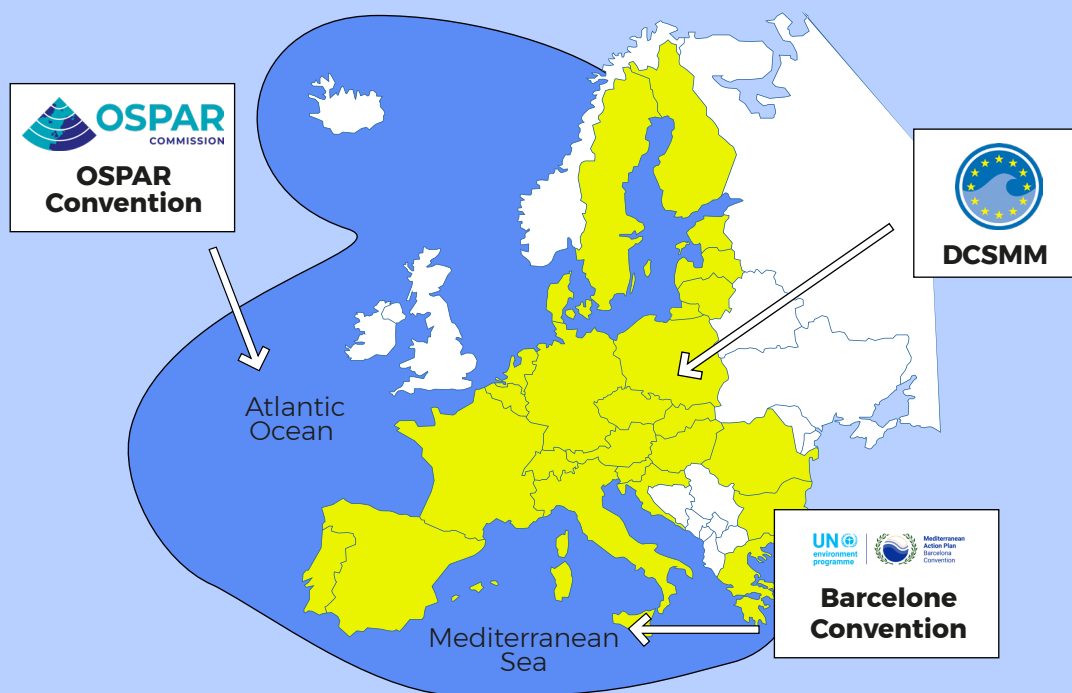 OSPAR
COMMISSION
OSPAR
Convention
DCSMM
Atlantic
Ocean
UN
environment
programme
Mediterranean
Action Plan
Barcelona
Convention
Barcelone
Convention
Mediterranean
Sea